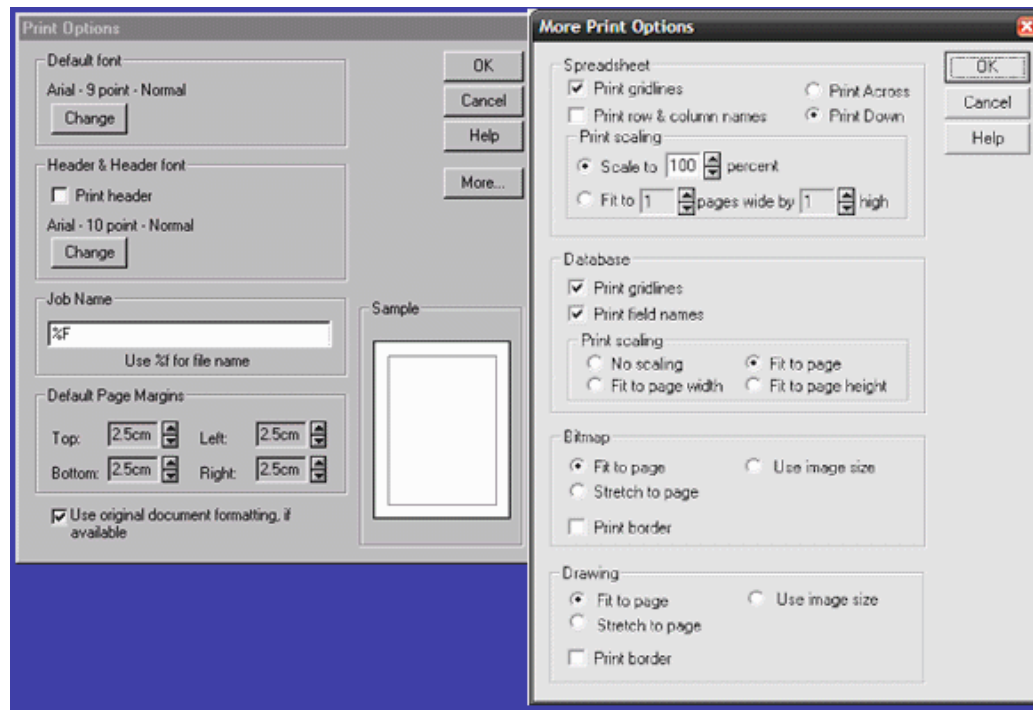 Print Options
Default font
Arial - 9 point - Normal
Change
Header & Header font
Print header
Arial - 10 point - Normal
Change
Job Name
%F
Use %f for file name
Default Page Margins
Top: 2.5cm Left: 2.5cm
Bottom: 2.5cm Right: 2.5cm
Use original document formatting, if
available
OK
Cancel
Help
More...
Sample
More Print Options
Spreadsheet
Print gridlines Print Across
Print row & column names Print Down
Print scaling
Scale to 100 percent
Fit to 1 pages wide by 1 high
Database
Print gridlines
Print field names
Print scaling
No scaling Fit to page
Fit to page width Fit to page height
Bitmap
Fit to page Use image size
Stretch to page
Print border
Drawing
Fit to page Use image size
Stretch to page
Print border
OK
Cancel
Help